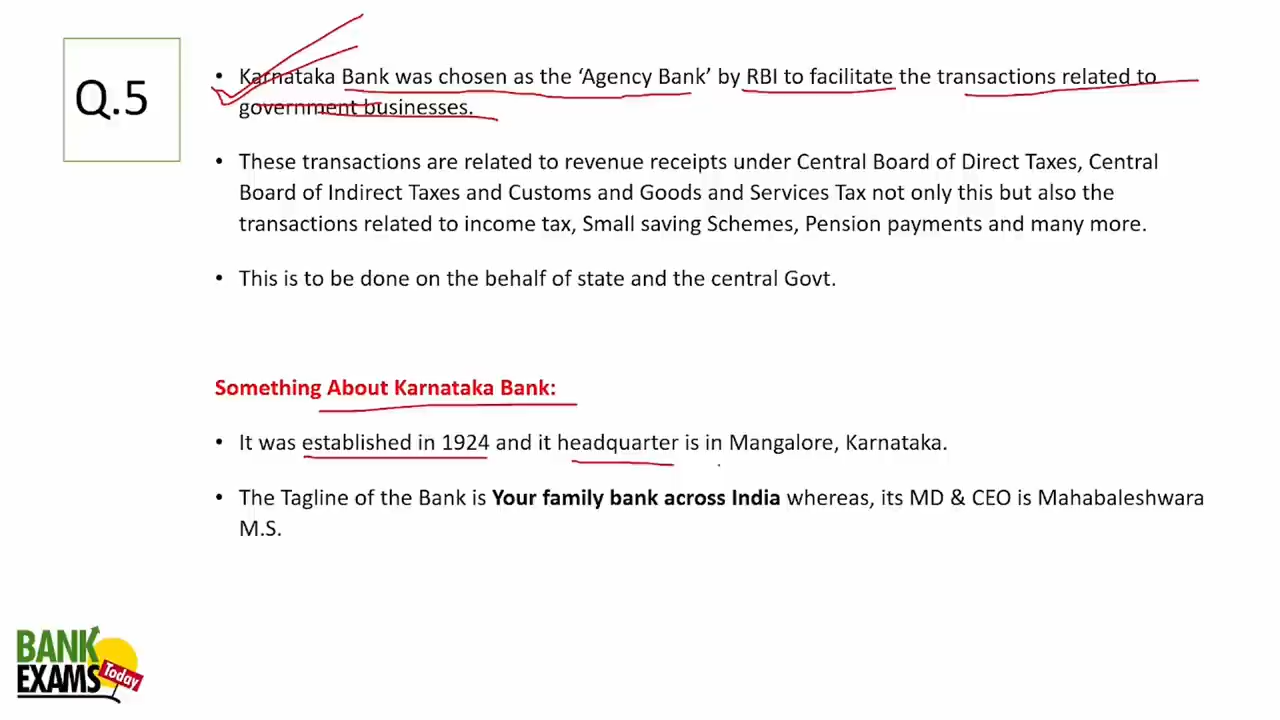 Q.5
• Karnataka Bank was chosen as the ‘Agency Bank’ by RBI to facilitate the transactions related to
government businesses.
• These transactions are related to revenue receipts under Central Board of Direct Taxes, Central
Board of Indirect Taxes and Customs and Goods and Services Tax not only this but also the
transactions related to income tax, Small saving Schemes, Pension payments and many more.
• This is to be done on the behalf of state and the central Govt.
Something About Karnataka Bank:
• It was established in 1924 and it headquarter is in Mangalore, Karnataka.
• The Tagline of the Bank is Your family bank across India whereas, its MD & CEO is Mahabaleshwara
M.S.
BANK
EXAMS Today